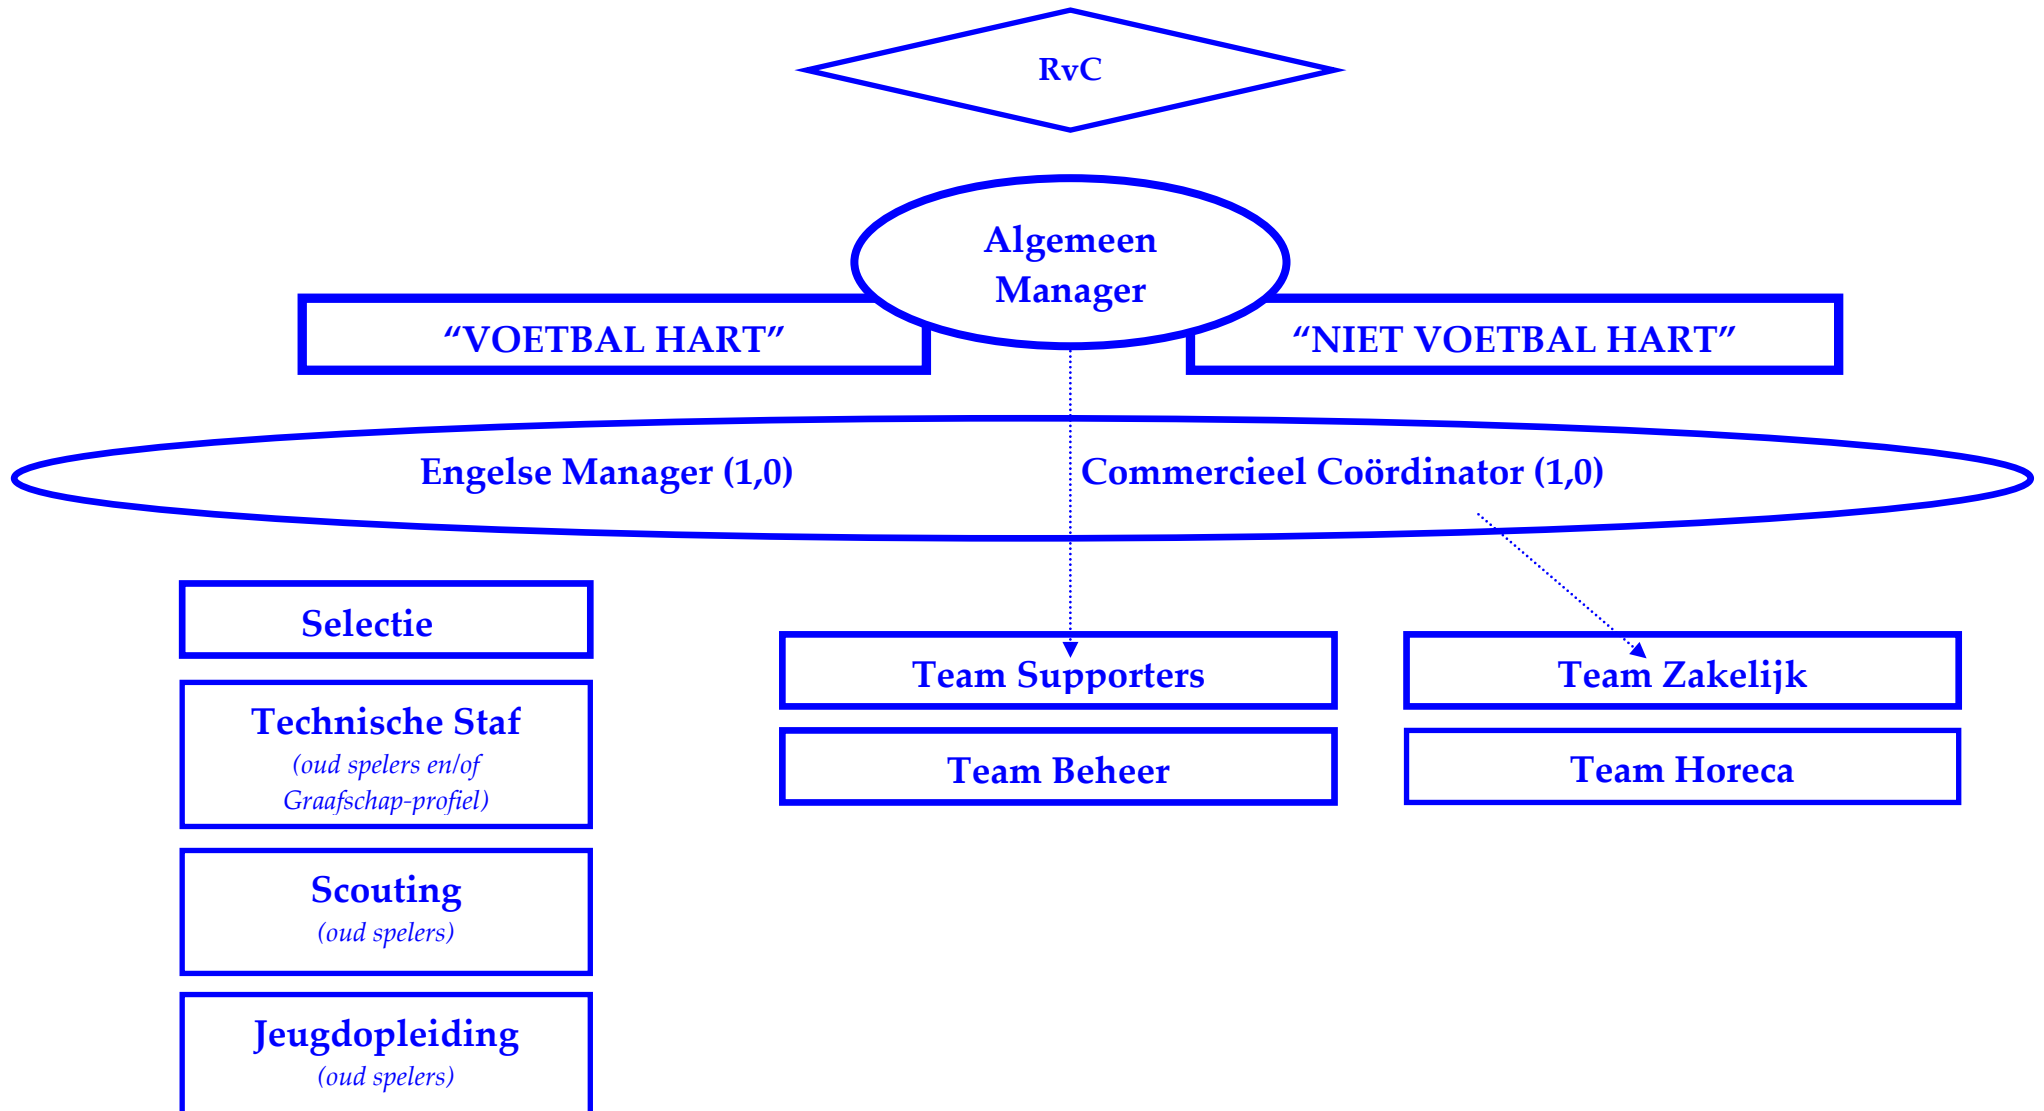 RvC
Algemeen
Manager
“VOETBAL HART”
“NIET VOETBAL HART”
Engelse Manager (1,0)
Commercieel Coördinator (1,0)
Selectie
Technische Staf
(oud spelers en/of
Graafschap-profiel)
Scouting
(oud spelers)
Jeugdopleiding
(oud spelers)
Team Supporters
Team Beheer
Team Zakelijk
Team Horeca